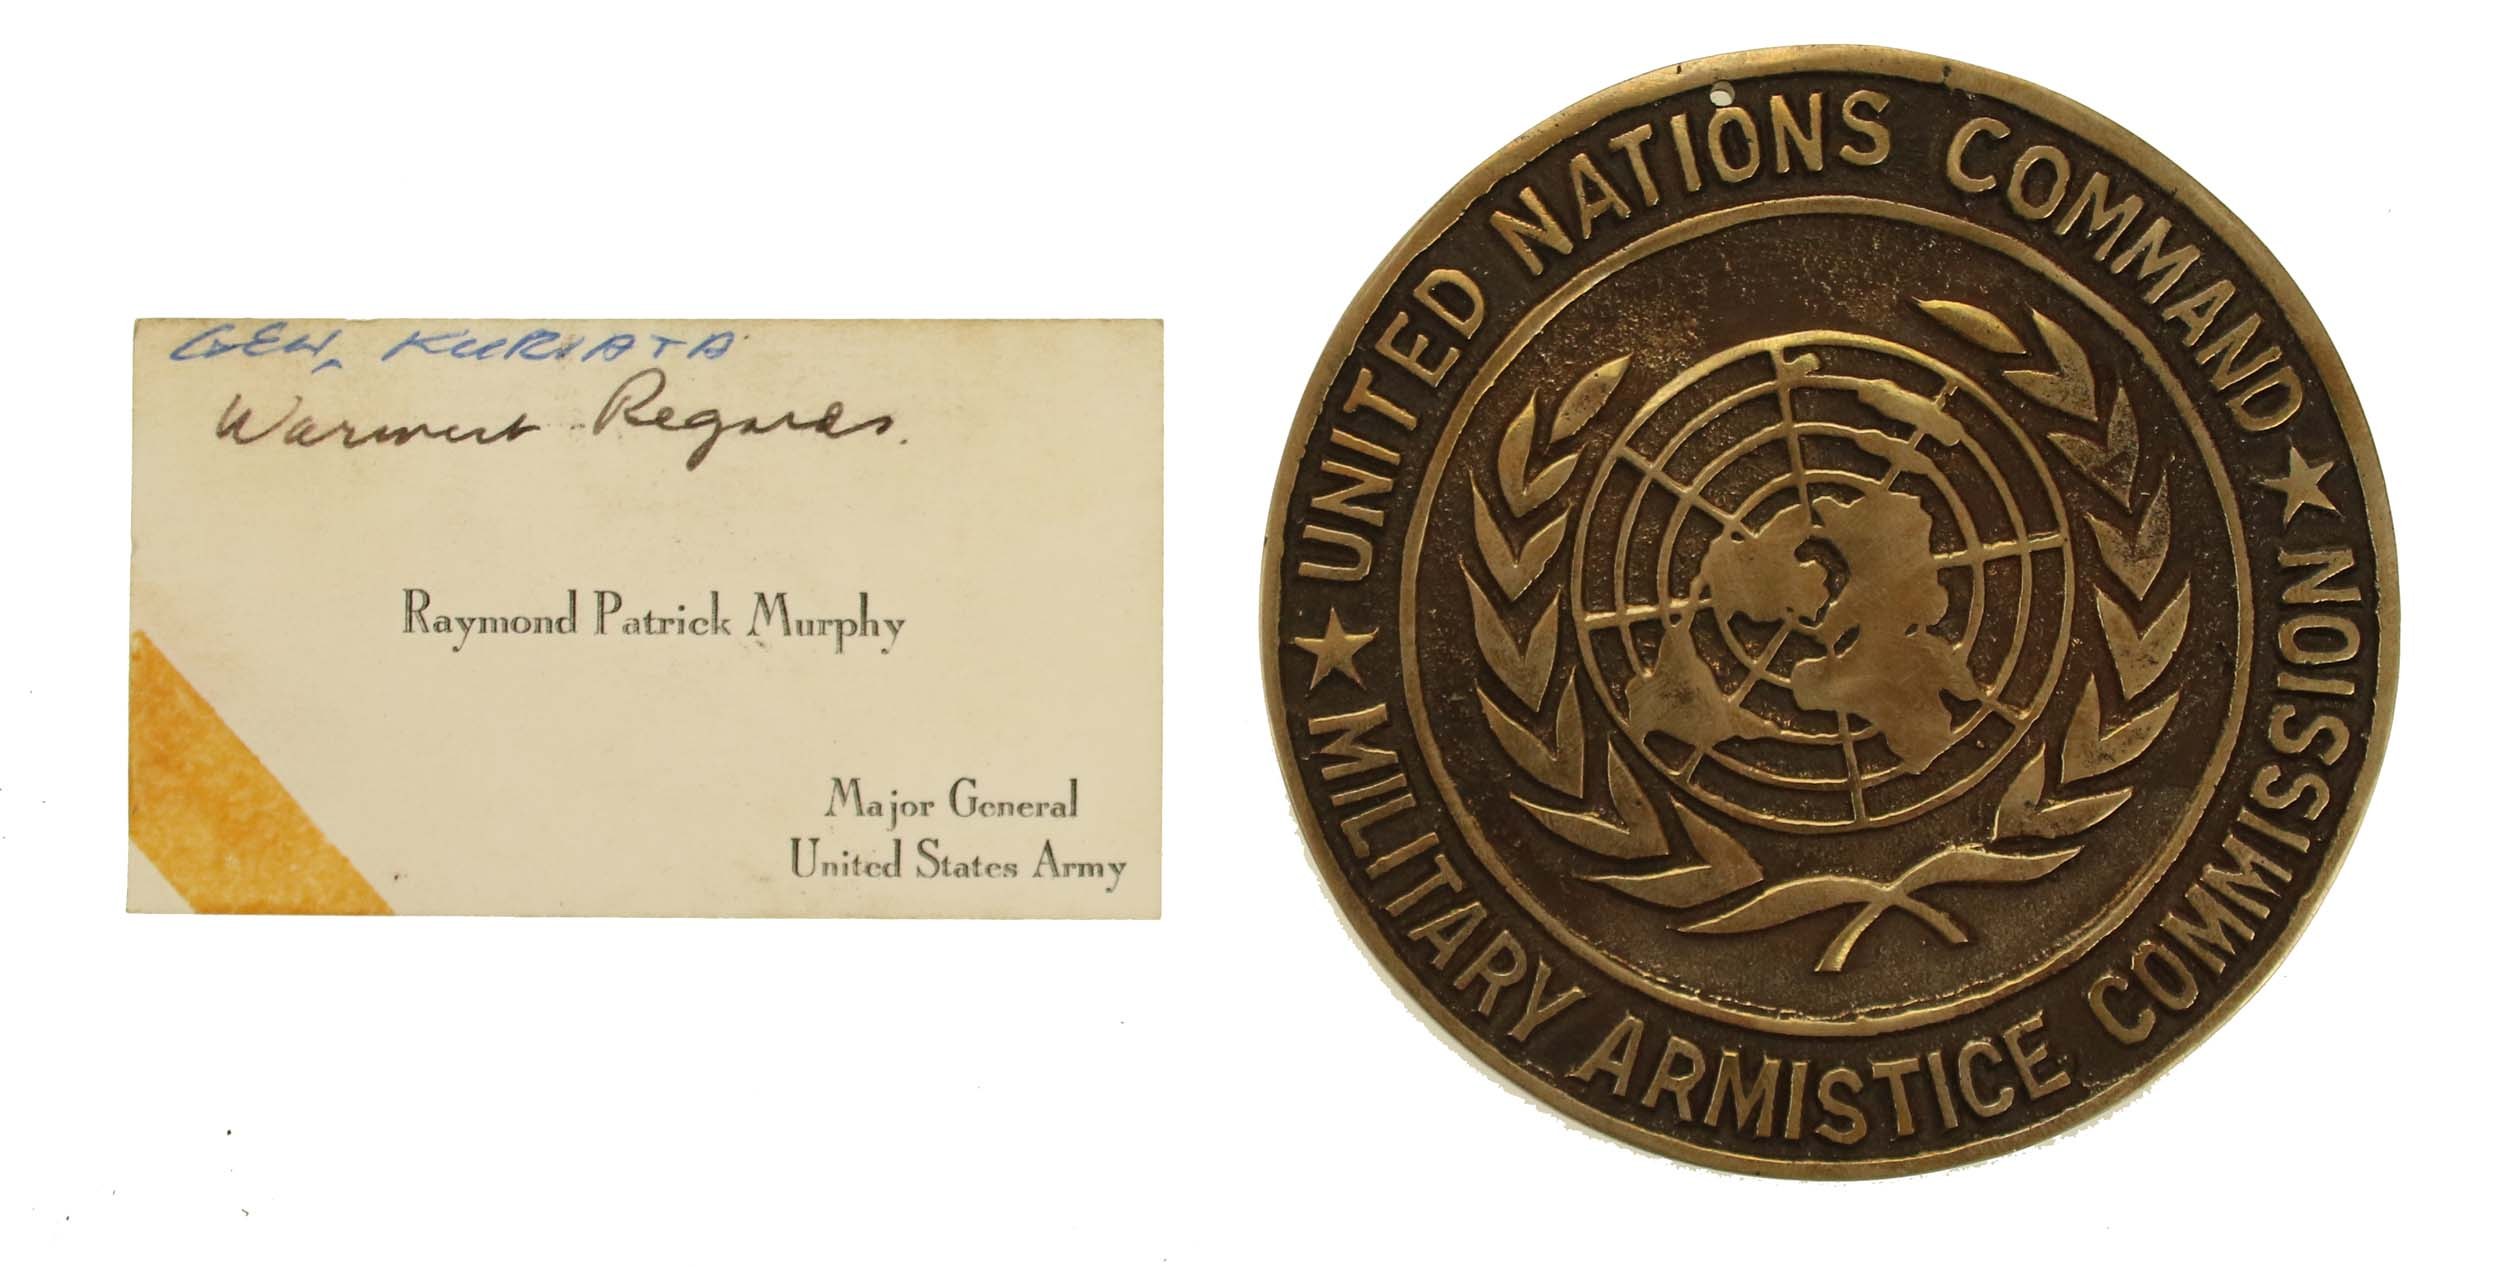 GEN. KURIATA
Warmest Regards.
Raymond Patrick Murphy
Major General
United States Army
★ UNITED NATIONS COMMAND ★
MILITARY ARMISTICE COMMISSION